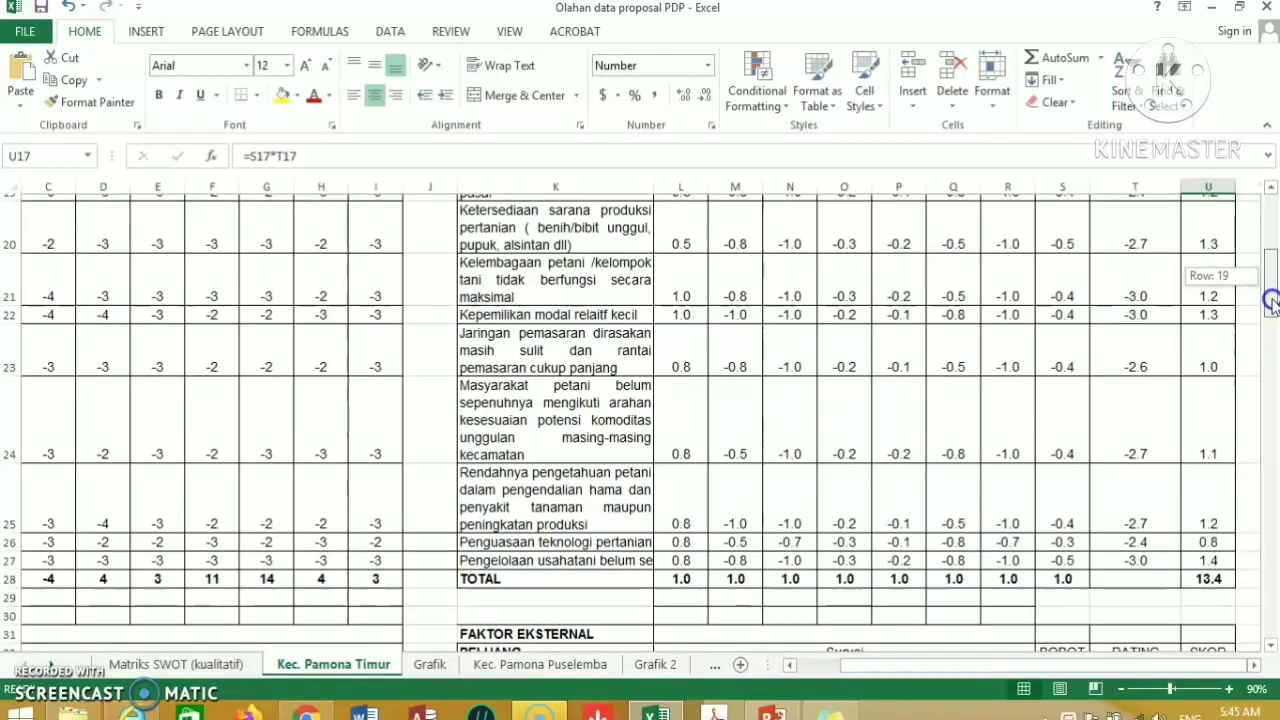 Olahan data proposal PDP - Excel
FILE HOME INSERT PAGE LAYOUT FORMULAS DATA REVIEW VIEW ACROBAT Sign in
Cut
Copy
Format Painter
Paste
Clipboard
Arial 12
B I U
Font
Wrap Text
Merge & Center
Alignment
Number
$ % ,
Number
Conditional Formatting
Format as Table
Cell Styles
Styles
Insert Delete Format
Cells
AutoSum
Fill
Clear
Sort & Filter
Find & Select
Editing
KINEMASTER
U17 =S17*T17
C D E F G H I J K L M N O P Q R S T U
Ketersediaan sarana produksi
pertanian ( benih/bibit unggul,
20 -2 -3 -3 -3 -3 -2 -3 pupuk, alsintan dll) 0.5 -0.8 -1.0 -0.3 -0.2 -0.5 -1.0 -0.5 -2.7 1.3
Kelembagaan petani /kelompok
tani tidak berfungsi secara
Row: 19
21 -4 -3 -3 -3 -3 -2 -3 maksimal 1.0 -0.8 -1.0 -0.3 -0.2 -0.5 -1.0 -0.4 -3.0 1.2
22 -4 -4 -3 -2 -2 -3 -3 Kepemilikan modal relaitf kecil 1.0 -1.0 -1.0 -0.2 -0.1 -0.8 -1.0 -0.4 -3.0 1.3
Jaringan pemasaran dirasakan
masih sulit dan rantai
23 -3 -3 -3 -2 -2 -2 -3 pemasaran cukup panjang 0.8 -0.8 -1.0 -0.2 -0.1 -0.5 -1.0 -0.4 -2.6 1.0
Masyarakat petani belum
sepenuhnya mengikuti arahan
kesesuaian potensi komoditas
unggulan masing-masing
24 -3 -2 -3 -2 -3 -3 -3 kecamatan 0.8 -0.5 -1.0 -0.2 -0.2 -0.8 -1.0 -0.4 -2.7 1.1
Rendahnya pengetahuan petani
dalam pengendalian hama dan
penyakit tanaman maupun
25 -3 -4 -3 -2 -2 -2 -3 peningkatan produksi 0.8 -1.0 -1.0 -0.2 -0.1 -0.5 -1.0 -0.4 -2.7 1.2
26 -3 -2 -2 -3 -2 -3 -2 Penguasaan teknologi pertanian 0.8 -0.5 -0.7 -0.3 -0.1 -0.8 -0.7 -0.3 -2.4 0.8
27 -3 -3 -3 -3 -3 -3 -3 Pengelolaan usahatani belum se 0.8 -0.8 -1.0 -0.3 -0.2 -0.8 -1.0 -0.5 -3.0 1.4
28 -4 4 3 11 14 4 3 TOTAL 1.0 1.0 1.0 1.0 1.0 1.0 1.0 1.0 13.4
29
30
31 FAKTOR EKSTERNAL
PELUANG Survai BOBOT RATING SKOR
Matriks SWOT (kualitatif) Kec. Pamona Timur Grafik Kec. Pamona Puselemba Grafik 2 ...
RECORDED WITH
SCREENCAST MATIC
90%
5:45 AM